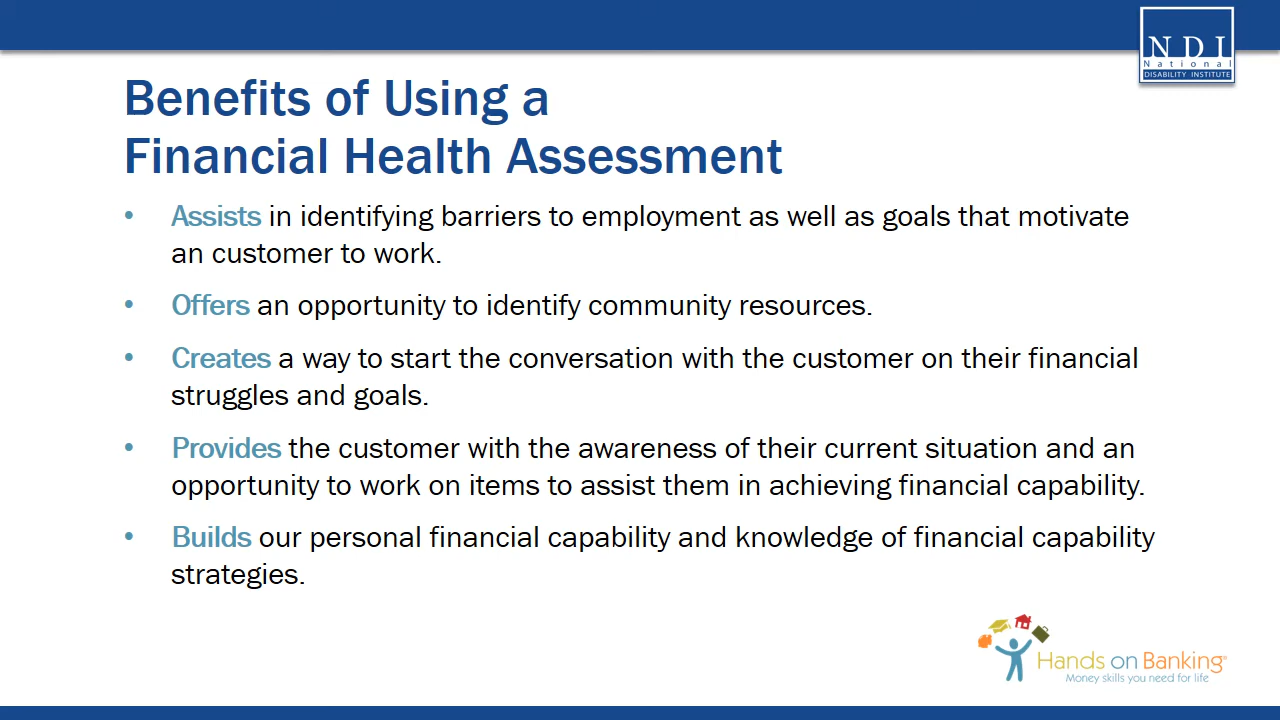 NDI
National
DISABILITY INSTITUTE
Benefits of Using a
Financial Health Assessment
• Assists in identifying barriers to employment as well as goals that motivate
an customer to work.
• Offers an opportunity to identify community resources.
• Creates a way to start the conversation with the customer on their financial
struggles and goals.
• Provides the customer with the awareness of their current situation and an
opportunity to work on items to assist them in achieving financial capability.
• Builds our personal financial capability and knowledge of financial capability
strategies.
Hands on Banking®
Money skills you need for life